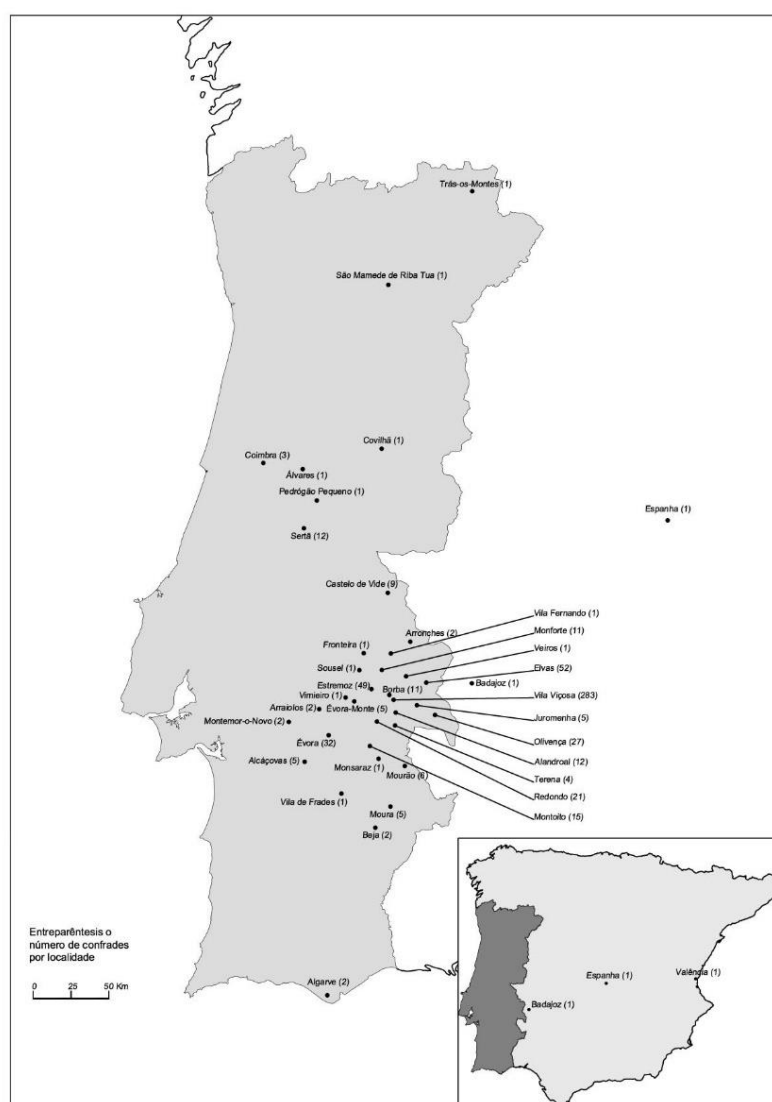 Trás-os-Montes (1)
São Mamede de Riba Tua (1)
Covilhã (1)
Coimbra (3)
Álvares (1)
Pedrógão Pequeno (1)
Espanha (1)
Sertã (12)
Castelo de Vide (9)
Vila Fernando (1)
Arronches (2)
Monforte (11)
Fronteira (1)
Veiros (1)
Sousel (1)
Elvas (52)
Badajoz (1)
Estremoz (49)
Borba (11)
Vila Viçosa (283)
Vimieiro (1)
Arraiolos (2)
Évora-Monte (5)
Juromenha (5)
Montemor-o-Novo (2)
Olivença (27)
Évora (32)
Alandroal (12)
Alcáçovas (5)
Monsaraz (1)
Mourão (6)
Terena (4)
Redondo (21)
Vila de Frades (1)
Moura (5)
Montoito (15)
Beja (2)
Entreparêntesis o
número de confrades
por localidade
0 25 50 Km
Algarve (2)
Espanha (1)
Valência (1)
Badajoz (1)